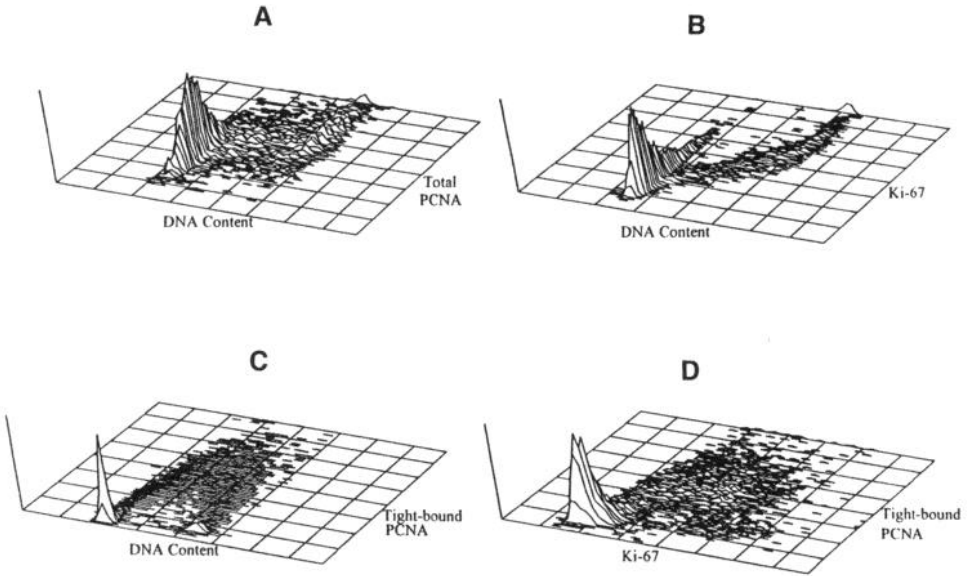 A
B
Total
PCNA
DNA Content
Ki-67
DNA Content
C
D
Tight-bound
PCNA
DNA Content
Tight-bound
PCNA
Ki-67